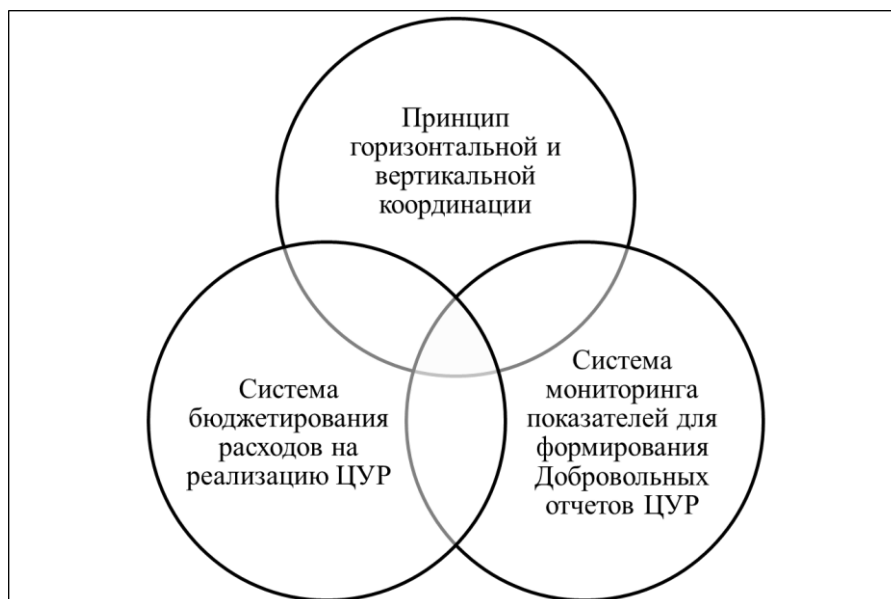 Принцип
горизонтальной и
вертикальной
координации
Система
бюджетирования
расходов на
реализацию ЦУР
Система
мониторинга
показателей для
формирования
Добровольных
отчетов ЦУР